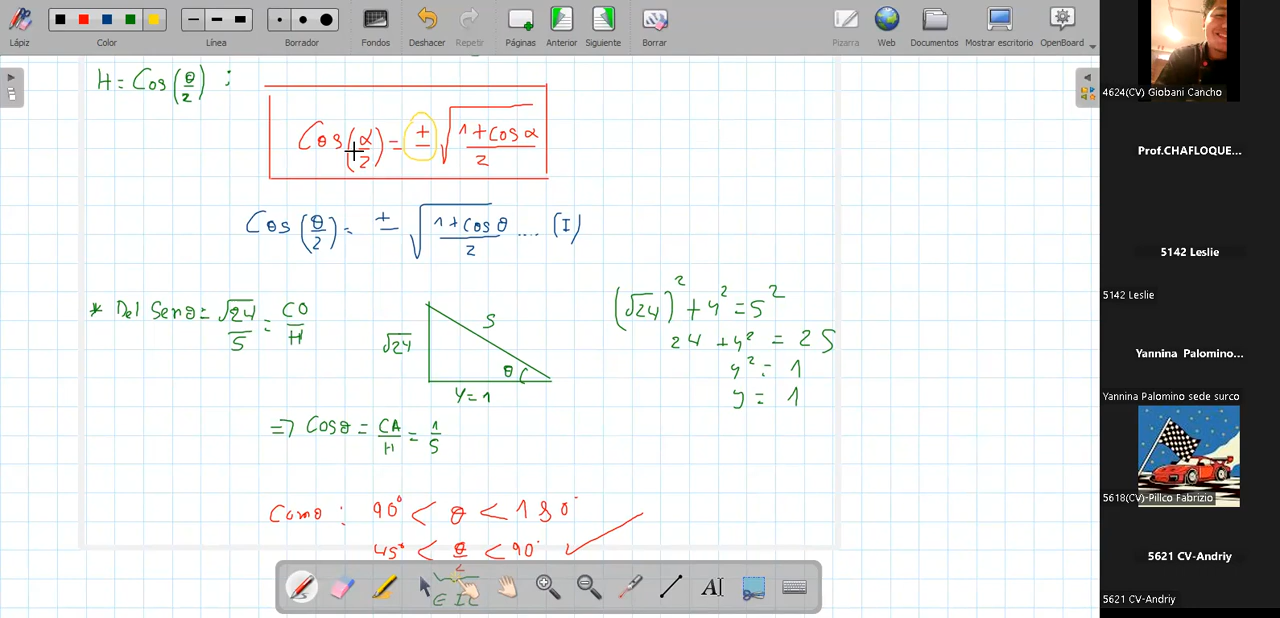 Lápiz Color Línea Borrador Fondos Deshacer Repetir Páginas Anterior Siguiente Borrar Pizarra Web Documentos Mostrar escritorio OpenBoard
H = Cos(θ/2) :
Cos(α/2) = ± √(1+cosα/2)
Cos(θ/2) = ± √(1+cosθ/2) .... (I)
* Del Senθ = √24/5 = CO/H
√24
5
θ
y=1
(√24)² + y² = 5²
24 + y² = 25
y² = 1
y = 1
=> Cosθ = CA/H = 1/5
Como : 90° < θ < 180°
45° < θ/2 < 90°
∈ IC
4624(CV) Giobani Cancho
Prof.CHAFLOQUE...
5142 Leslie
5142 Leslie
Yannina Palomino...
Yannina Palomino sede surco
5618(CV)-Pillco Fabrizio
5621 CV-Andriy
5621 CV-Andriy